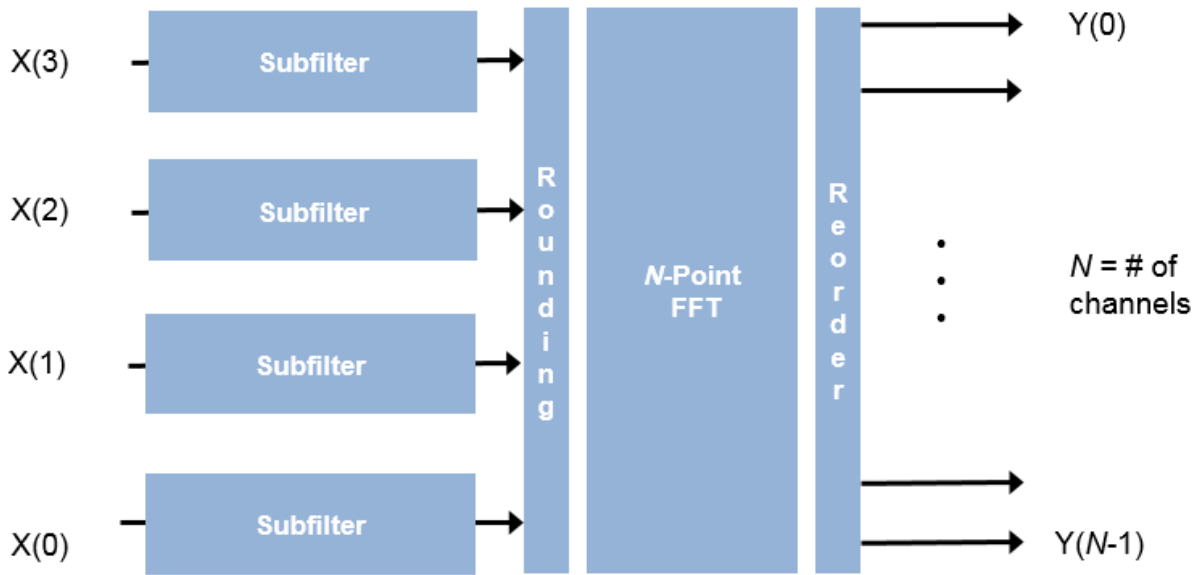 X(3)
Subfilter
Y(0)
X(2)
Subfilter
X(1)
Subfilter
X(0)
Subfilter
Rounding
N-Point
FFT
Reorder
N = # of
channels
Y(N-1)